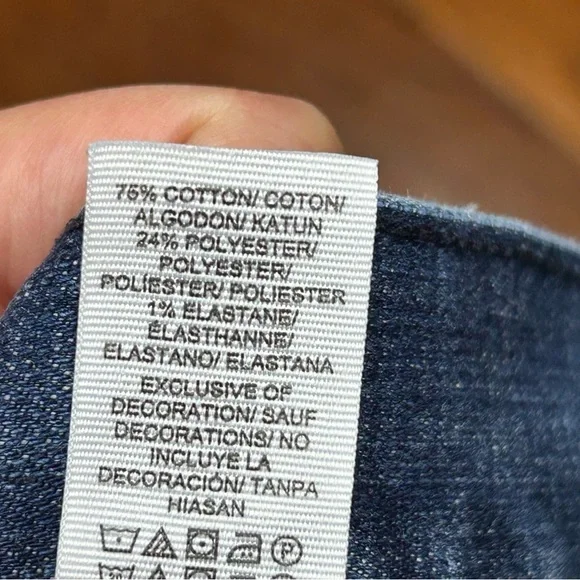 75% COTTON/ COTON/
ALGODON/ KATUN
24% POLYESTER/
POLYESTER/
POLIÉSTER/ POLIESTER
1% ELASTANE/
ÉLASTHANNE/
ELASTANO/ ELASTANA
EXCLUSIVE OF
DECORATION/ SAUF
DECORATIONS/ NO
INCLUYE LA
DECORACIÓN/ TANPA
HIASAN
P